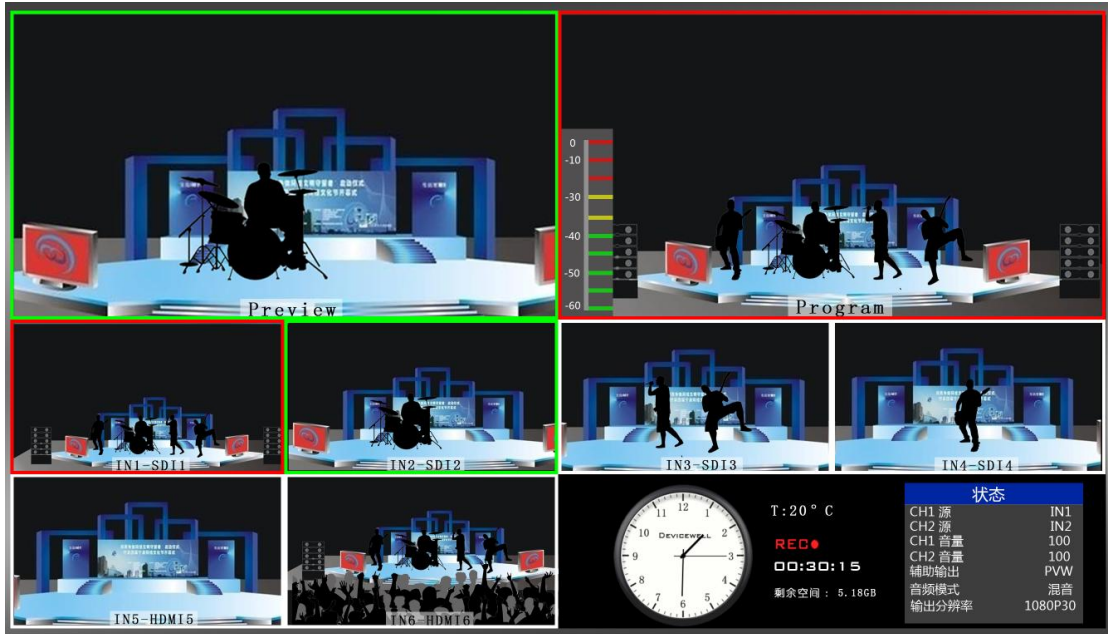 Preview
0
-10
-30
-40
-50
-60
Program
IN1-SDI1
IN2-SDI2
IN3-SDI3
IN4-SDI4
IN5-HDMI5
IN6-HDMI6
12
11
1
10
2
DEVICEWELL
9
3
8
4
7
5
6
T:20°C
REC
00:30:15
剩余空间：5.18GB
状态
CH1 源 IN1
CH2 源 IN2
CH1 音量 100
CH2 音量 100
辅助输出 PVW
音频模式 混音
输出分辨率 1080P30